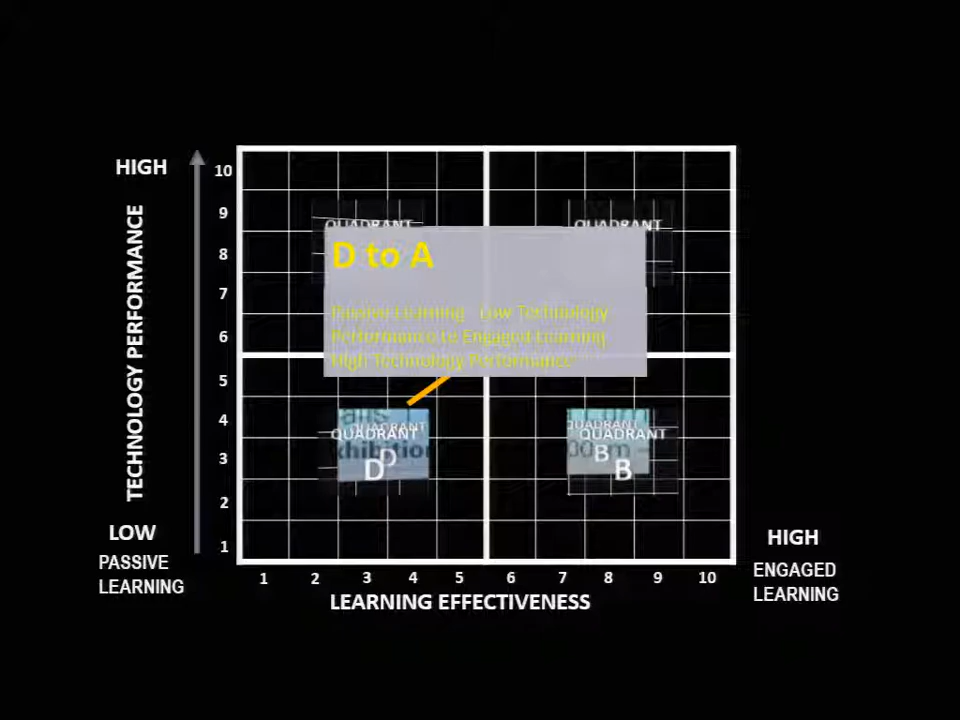 HIGH
TECHNOLOGY PERFORMANCE
LOW
PASSIVE
LEARNING
10
9
8
7
6
5
4
3
2
1
QUADRANT
QUADRANT
D to A
Passive Learning - Low Technology
Performance to Engaged Learning
High Technology Performance
QUADRANT
QUADRANT
D
D
QUADRANT
QUADRANT
B
B
1 2 3 4 5 6 7 8 9 10
LEARNING EFFECTIVENESS
HIGH
ENGAGED
LEARNING